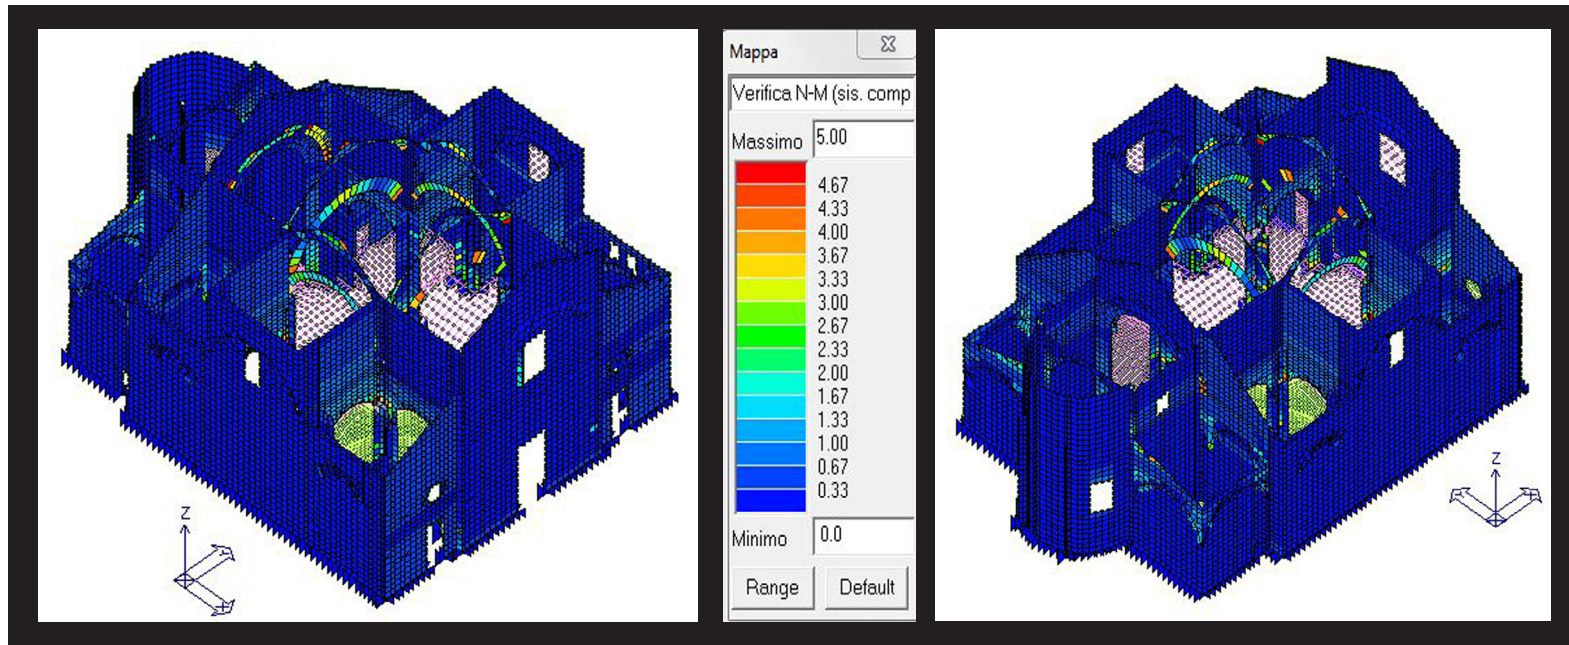 Mappa
Verifica N-M (sis. comp
Massimo 5.00
4.67
4.33
4.00
3.67
3.33
3.00
2.67
2.33
2.00
1.67
1.33
1.00
0.67
0.33
Minimo 0.0
Range Default
Z
Z